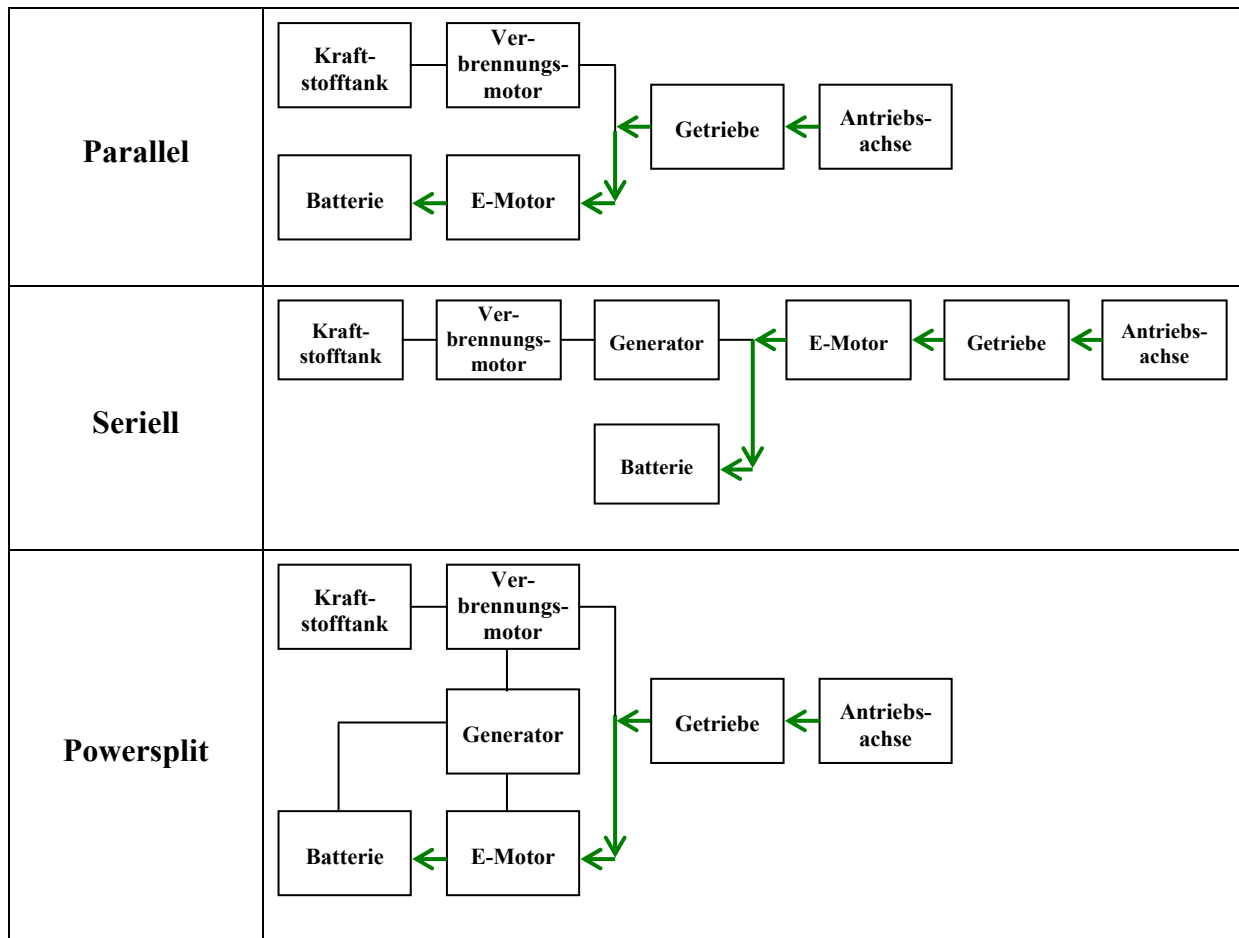 Parallel
Kraft-
stofftank
Ver-
brennungs-
motor
Getriebe
Antriebs-
achse
Batterie
E-Motor
Seriell
Kraft-
stofftank
Ver-
brennungs-
motor
Generator
E-Motor
Getriebe
Antriebs-
achse
Batterie
Powersplit
Kraft-
stofftank
Ver-
brennungs-
motor
Generator
Getriebe
Antriebs-
achse
Batterie
E-Motor